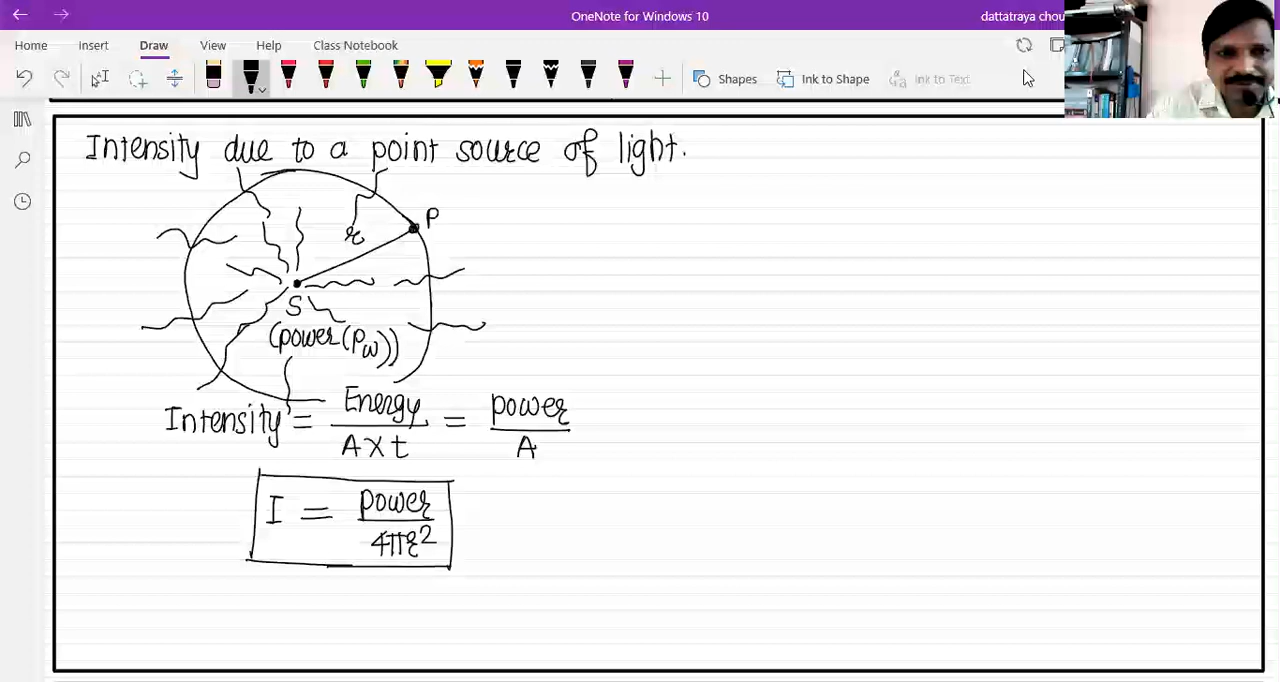 OneNote for Windows 10
dattatraya chou
Home Insert Draw View Help Class Notebook
Shapes Ink to Shape Ink to Text
Intensity due to a point source of light.
P
r
S
(power(Pw))
Intensity = Energy / A×t = power / A
I = power / 4πr²